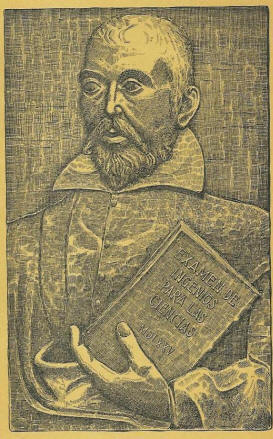 EXAMEN DE
INGENIOS
PARA LAS
CIENCIAS